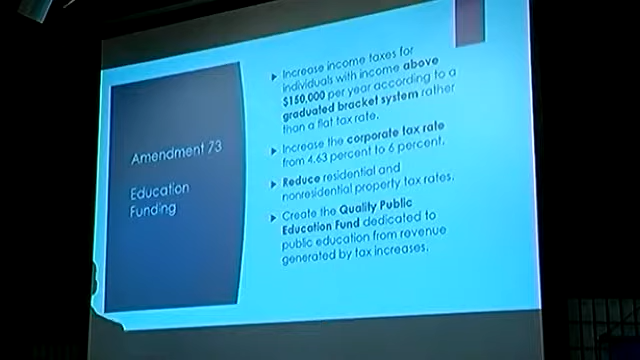 Amendment 73
Education
Funding
Increase income taxes for
individuals with income above
$150,000 per year according to a
graduated bracket system rather
than a flat tax rate.
Increase the corporate tax rate
from 4.63 percent to 6 percent.
Reduce residential and
nonresidential property tax rates.
Create the Quality Public
Education Fund dedicated to
public education from revenue
generated by tax increases.